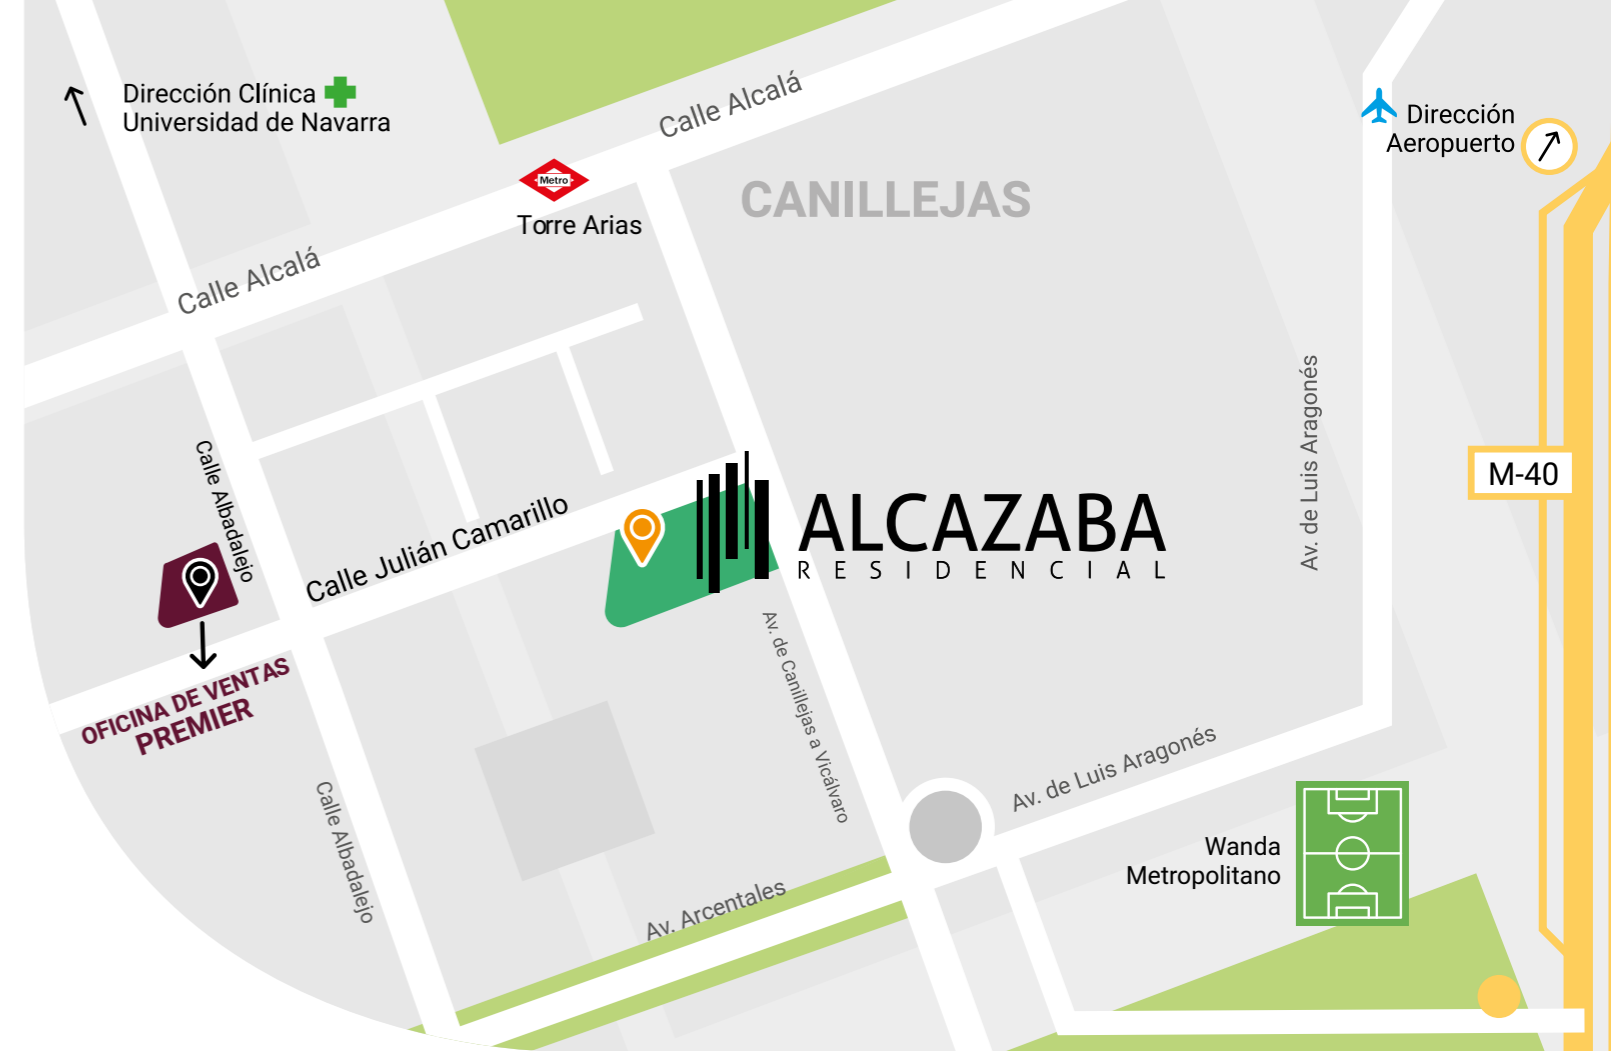 Dirección Clínica
Universidad de Navarra
Calle Alcalá
Dirección
Aeropuerto
Metro
Torre Arias
CANILLEJAS
Calle Alcalá
Av. de Luis Aragonés
M-40
Calle Albadalejo
Calle Julián Camarillo
ALCAZABA
RESIDENCIAL
OFICINA DE VENTAS
PREMIER
Av. de Canillejas a Vicálvaro
Av. de Luis Aragonés
Calle Albadalejo
Wanda
Metropolitano
Av. Arcentales